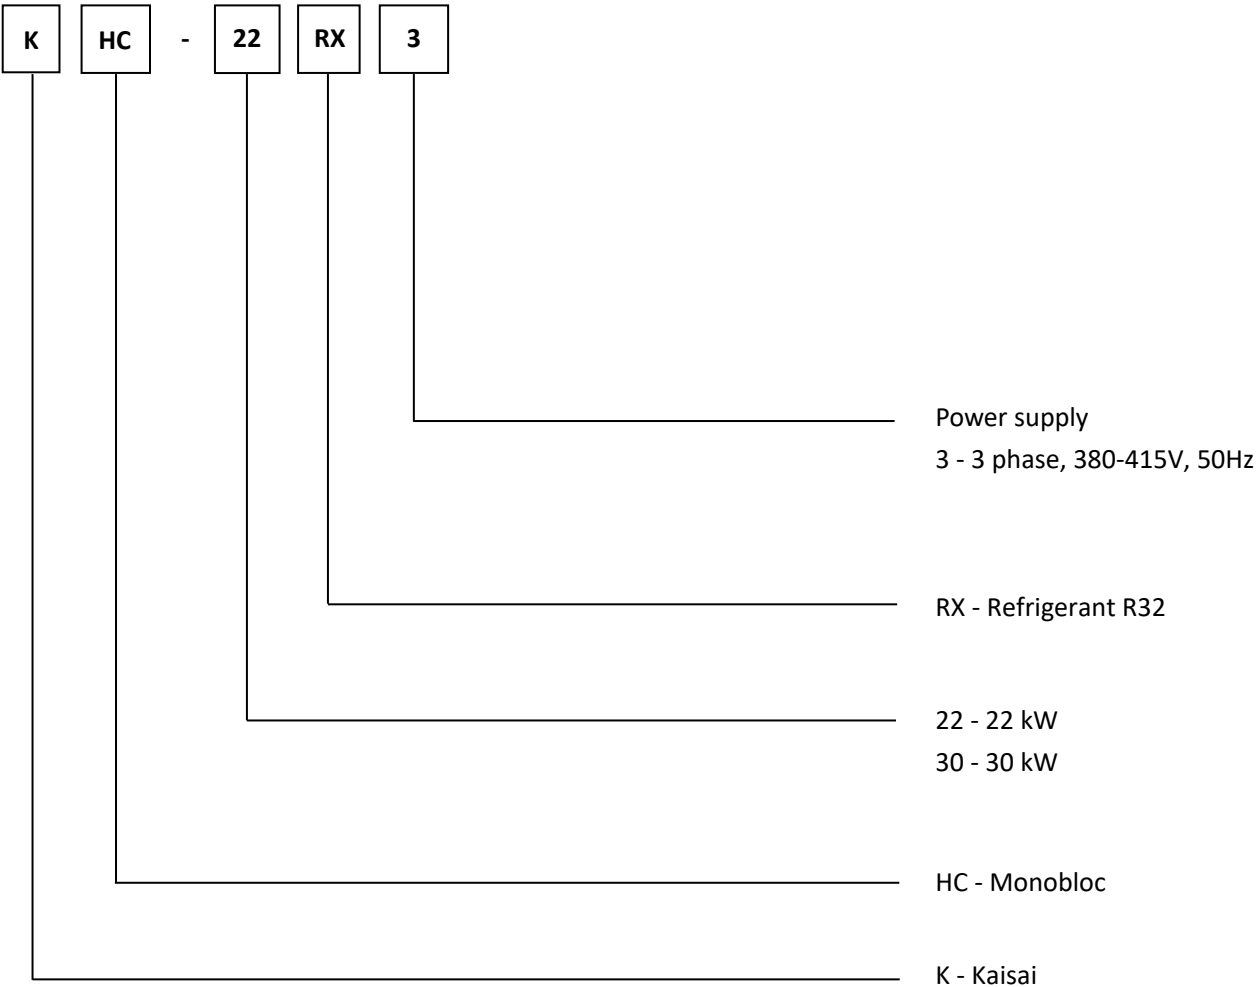 K HC - 22 RX 3
Power supply
3 - 3 phase, 380-415V, 50Hz
RX - Refrigerant R32
22 - 22 kW
30 - 30 kW
HC - Monobloc
K - Kaisai